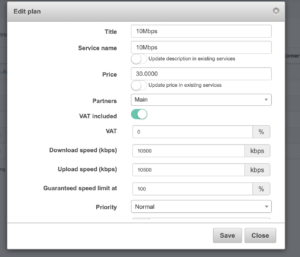 Edit plan
Title 10Mbps
Service name 10Mbps
Update description in existing services
Price 30.0000
Update price in existing services
Partners Main
VAT included
VAT 0 %
Download speed (kbps) 10300 kbps
Upload speed (kbps) 10300 kbps
Guaranteed speed limit at 100 %
Priority Normal
Save Close